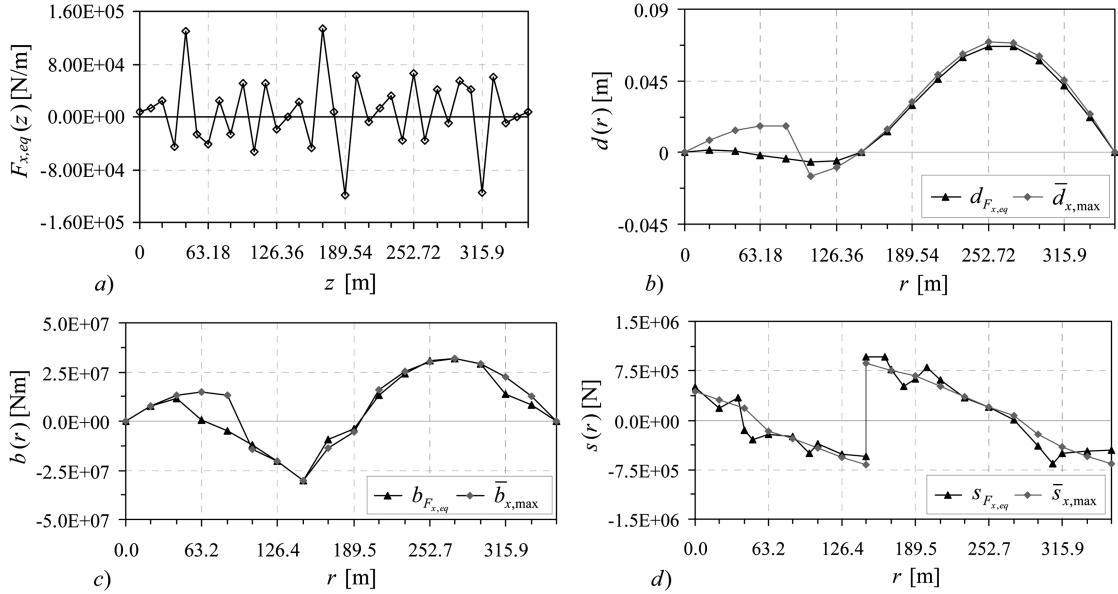 1.60E+05
8.00E+04
0.00E+00
-8.00E+04
-1.60E+05
F_{x,eq}(z) [N/m]
0 63.18 126.36 189.54 252.72 315.9
z [m]
a)
0.09
0.045
0
-0.045
d(r) [m]
d_{F_{x,eq}} d̅_{x,max}
0 63.18 126.36 189.54 252.72 315.9
r [m]
b)
5.0E+07
2.5E+07
0.0E+00
-2.5E+07
-5.0E+07
b(r) [Nm]
b_{F_{x,eq}} b̅_{x,max}
0.0 63.2 126.4 189.5 252.7 315.9
r [m]
c)
1.5E+06
7.5E+05
0.0E+00
-7.5E+05
-1.5E+06
s(r) [N]
s_{F_{x,eq}} s̅_{x,max}
0.0 63.2 126.4 189.5 252.7 315.9
r [m]
d)